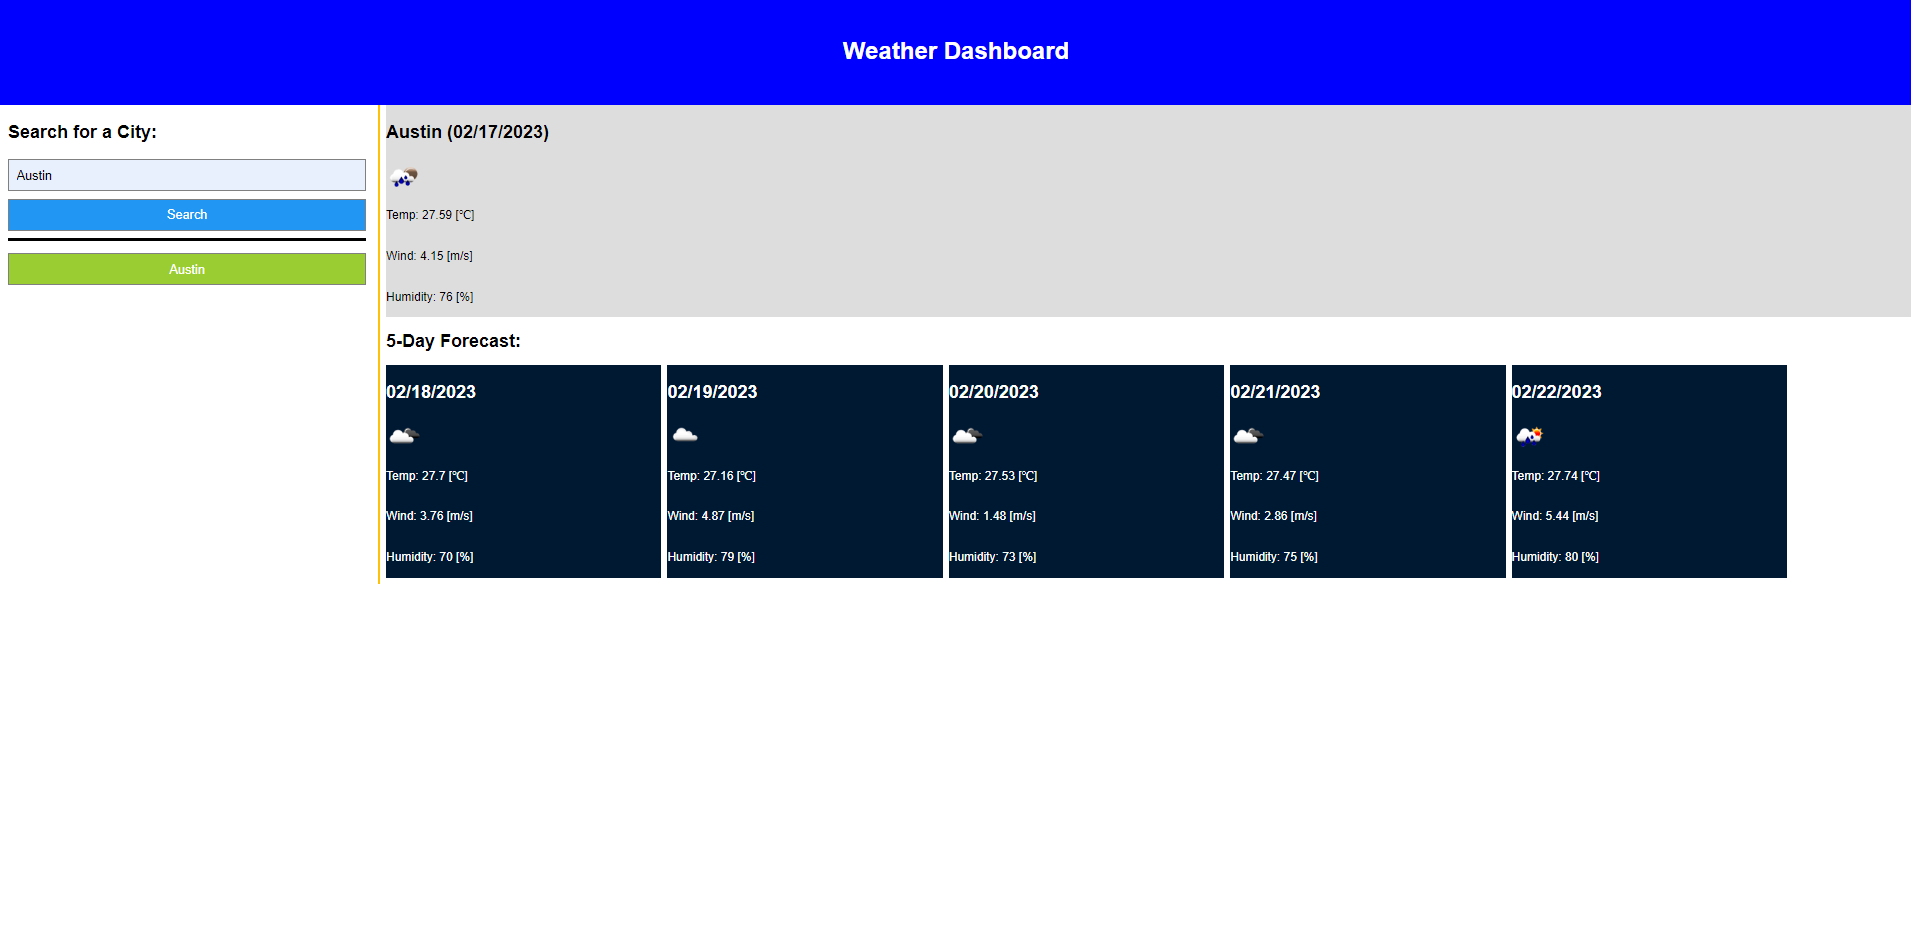 Weather Dashboard
Search for a City:
Austin
Search
Austin
Austin (02/17/2023)
Temp: 27.59 [℃]
Wind: 4.15 [m/s]
Humidity: 76 [%]
5-Day Forecast:
02/18/2023
Temp: 27.7 [℃]
Wind: 3.76 [m/s]
Humidity: 70 [%]
02/19/2023
Temp: 27.16 [℃]
Wind: 4.87 [m/s]
Humidity: 79 [%]
02/20/2023
Temp: 27.53 [℃]
Wind: 1.48 [m/s]
Humidity: 73 [%]
02/21/2023
Temp: 27.47 [℃]
Wind: 2.86 [m/s]
Humidity: 75 [%]
02/22/2023
Temp: 27.74 [℃]
Wind: 5.44 [m/s]
Humidity: 80 [%]